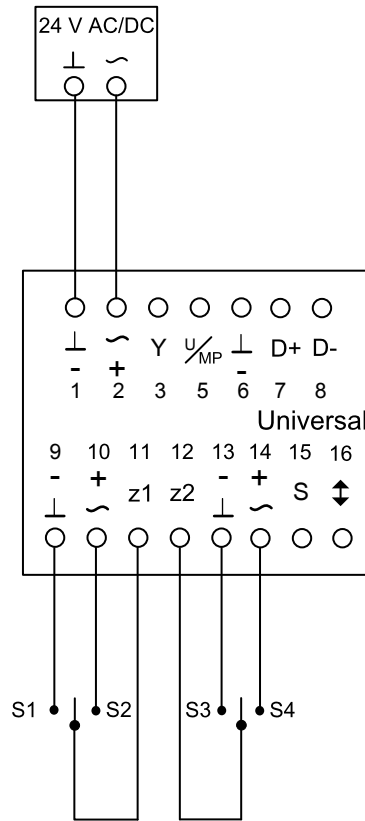 24 V AC/DC
⊥ ~
⊥ ~ Y U/MP ⊥ D+ D-
- + -
1 2 3 5 6 7 8
Universal
9 10 11 12 13 14 15 16
- + z1 z2 - + S ↕
⊥ ~ ⊥ ~
S1 S2 S3 S4